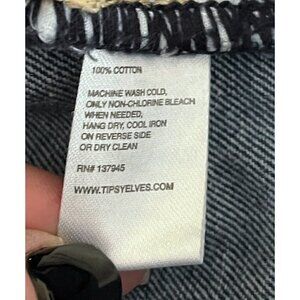 100% COTTON
MACHINE WASH COLD,
ONLY NON-CHLORINE BLEACH
WHEN NEEDED,
HANG DRY, COOL IRON
ON REVERSE SIDE
OR DRY CLEAN
RN# 137945
WWW.TIPSYELVES.COM